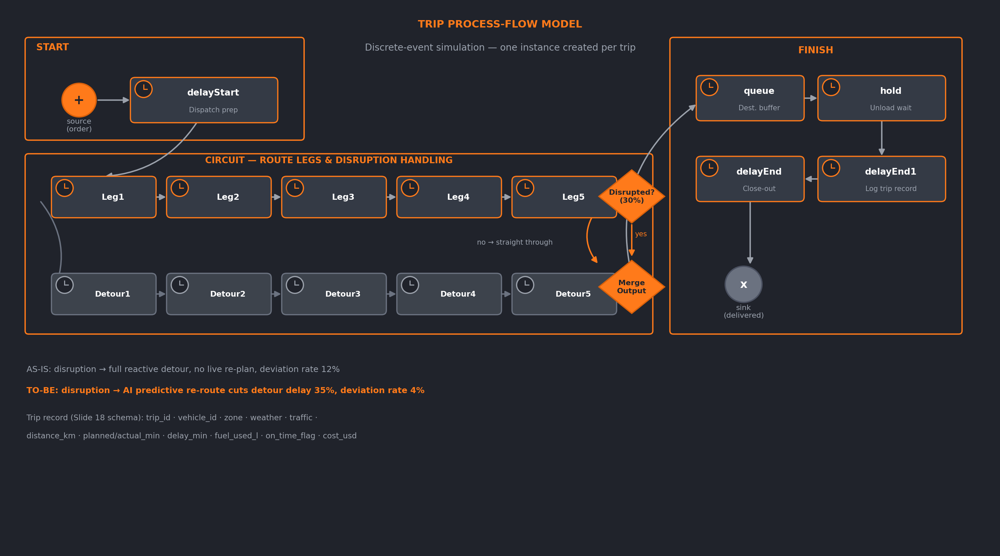 TRIP PROCESS-FLOW MODEL
Discrete-event simulation — one instance created per trip
START
+
source
(order)
delayStart
Dispatch prep
CIRCUIT — ROUTE LEGS & DISRUPTION HANDLING
Leg1
Leg2
Leg3
Leg4
Leg5
Disrupted?
(30%)
yes
no → straight through
Detour1
Detour2
Detour3
Detour4
Detour5
Merge
Output
FINISH
queue
Dest. buffer
hold
Unload wait
delayEnd
Close-out
delayEnd1
Log trip record
x
sink
(delivered)
AS-IS: disruption → full reactive detour, no live re-plan, deviation rate 12%
TO-BE: disruption → AI predictive re-route cuts detour delay 35%, deviation rate 4%
Trip record (Slide 18 schema): trip_id · vehicle_id · zone · weather · traffic ·
distance_km · planned/actual_min · delay_min · fuel_used_l · on_time_flag · cost_usd